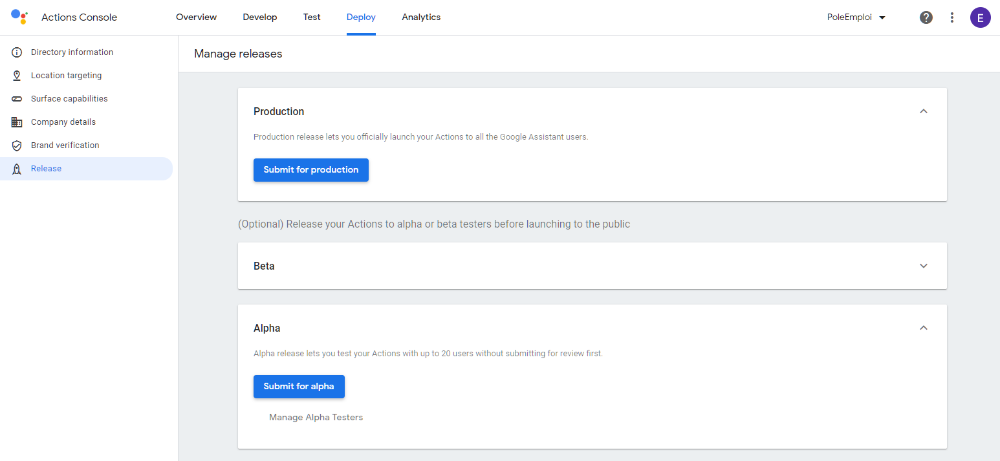 Actions Console
Overview
Develop
Test
Deploy
Analytics
PoleEmploi
?
E
Directory information
Location targeting
Surface capabilities
Company details
Brand verification
Release
Manage releases
Production
Production release lets you officially launch your Actions to all the Google Assistant users.
Submit for production
(Optional) Release your Actions to alpha or beta testers before launching to the public
Beta
Alpha
Alpha release lets you test your Actions with up to 20 users without submitting for review first.
Submit for alpha
Manage Alpha Testers